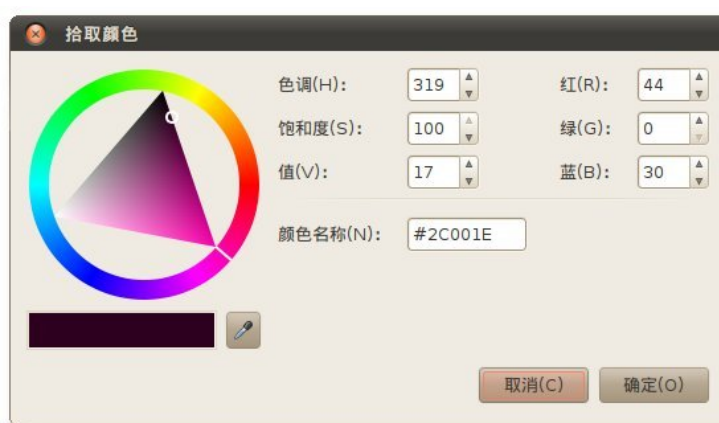 拾取颜色
色调(H): 319 红(R): 44
饱和度(S): 100 绿(G): 0
值(V): 17 蓝(B): 30
颜色名称(N): #2C001E
取消(C) 确定(O)